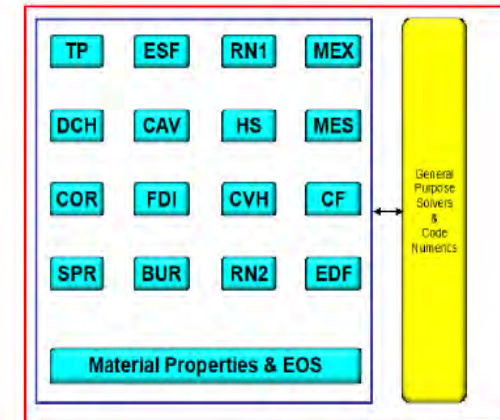 TP ESF RN1 MEX
DCH CAV HS MES
COR FDI CVH CF
SPR BUR RN2 EDF
Material Properties & EOS
General
Purpose
Solvers
&
Code
Numerics